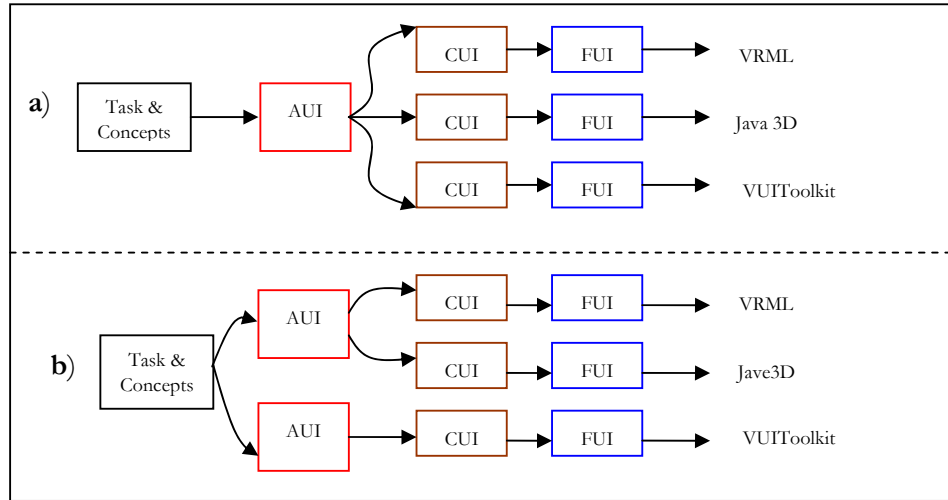 CUI
FUI
VRML
a)
Task &
Concepts
AUI
CUI
FUI
Java 3D
CUI
FUI
VUIToolkit
b)
Task &
Concepts
AUI
CUI
FUI
VRML
CUI
FUI
Jave3D
AUI
CUI
FUI
VUIToolkit